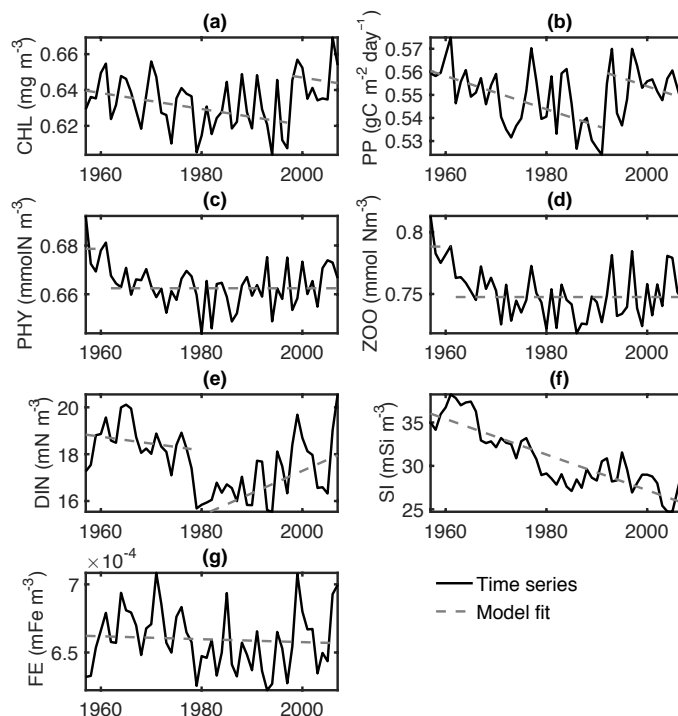 (a)
CHL (mg m-3)
0.66
0.64
0.62
1960 1980 2000
(b)
PP (gC m-2 day-1)
0.57
0.56
0.55
0.53
1960 1980 2000
(c)
PHY (mmolN m-3)
0.68
0.66
1960 1980 2000
(d)
ZOO (mmol Nm-3)
0.8
0.75
1960 1980 2000
(e)
DIN (mN m-3)
20
18
16
1960 1980 2000
(f)
SI (mSi m-3)
35
30
25
1960 1980 2000
(g)
×10-4
FE (mFe m-3)
7
6.5
1960 1980 2000
Time series
Model fit